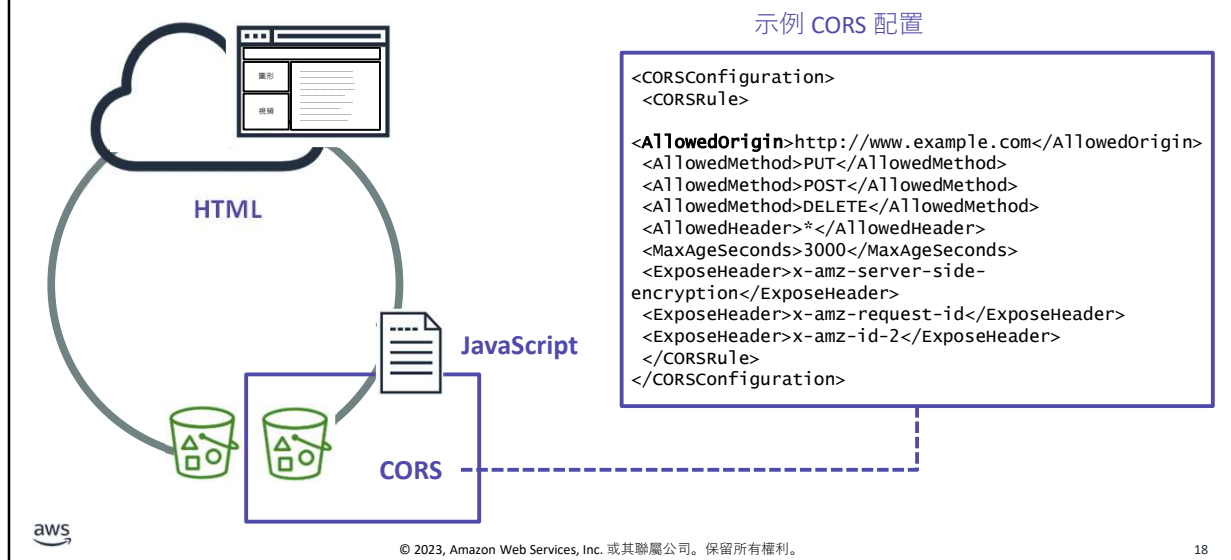 示例 CORS 配置
圖形
視頻
HTML
JavaScript
CORS
<CORSConfiguration>
<CORSRule>
<AllowedOrigin>http://www.example.com</AllowedOrigin>
<AllowedMethod>PUT</AllowedMethod>
<AllowedMethod>POST</AllowedMethod>
<AllowedMethod>DELETE</AllowedMethod>
<AllowedHeader>*</AllowedHeader>
<MaxAgeSeconds>3000</MaxAgeSeconds>
<ExposeHeader>x-amz-server-side-
encryption</ExposeHeader>
<ExposeHeader>x-amz-request-id</ExposeHeader>
<ExposeHeader>x-amz-id-2</ExposeHeader>
</CORSRule>
</CORSConfiguration>
aws
© 2023, Amazon Web Services, Inc. 或其聯屬公司。保留所有權利。
18